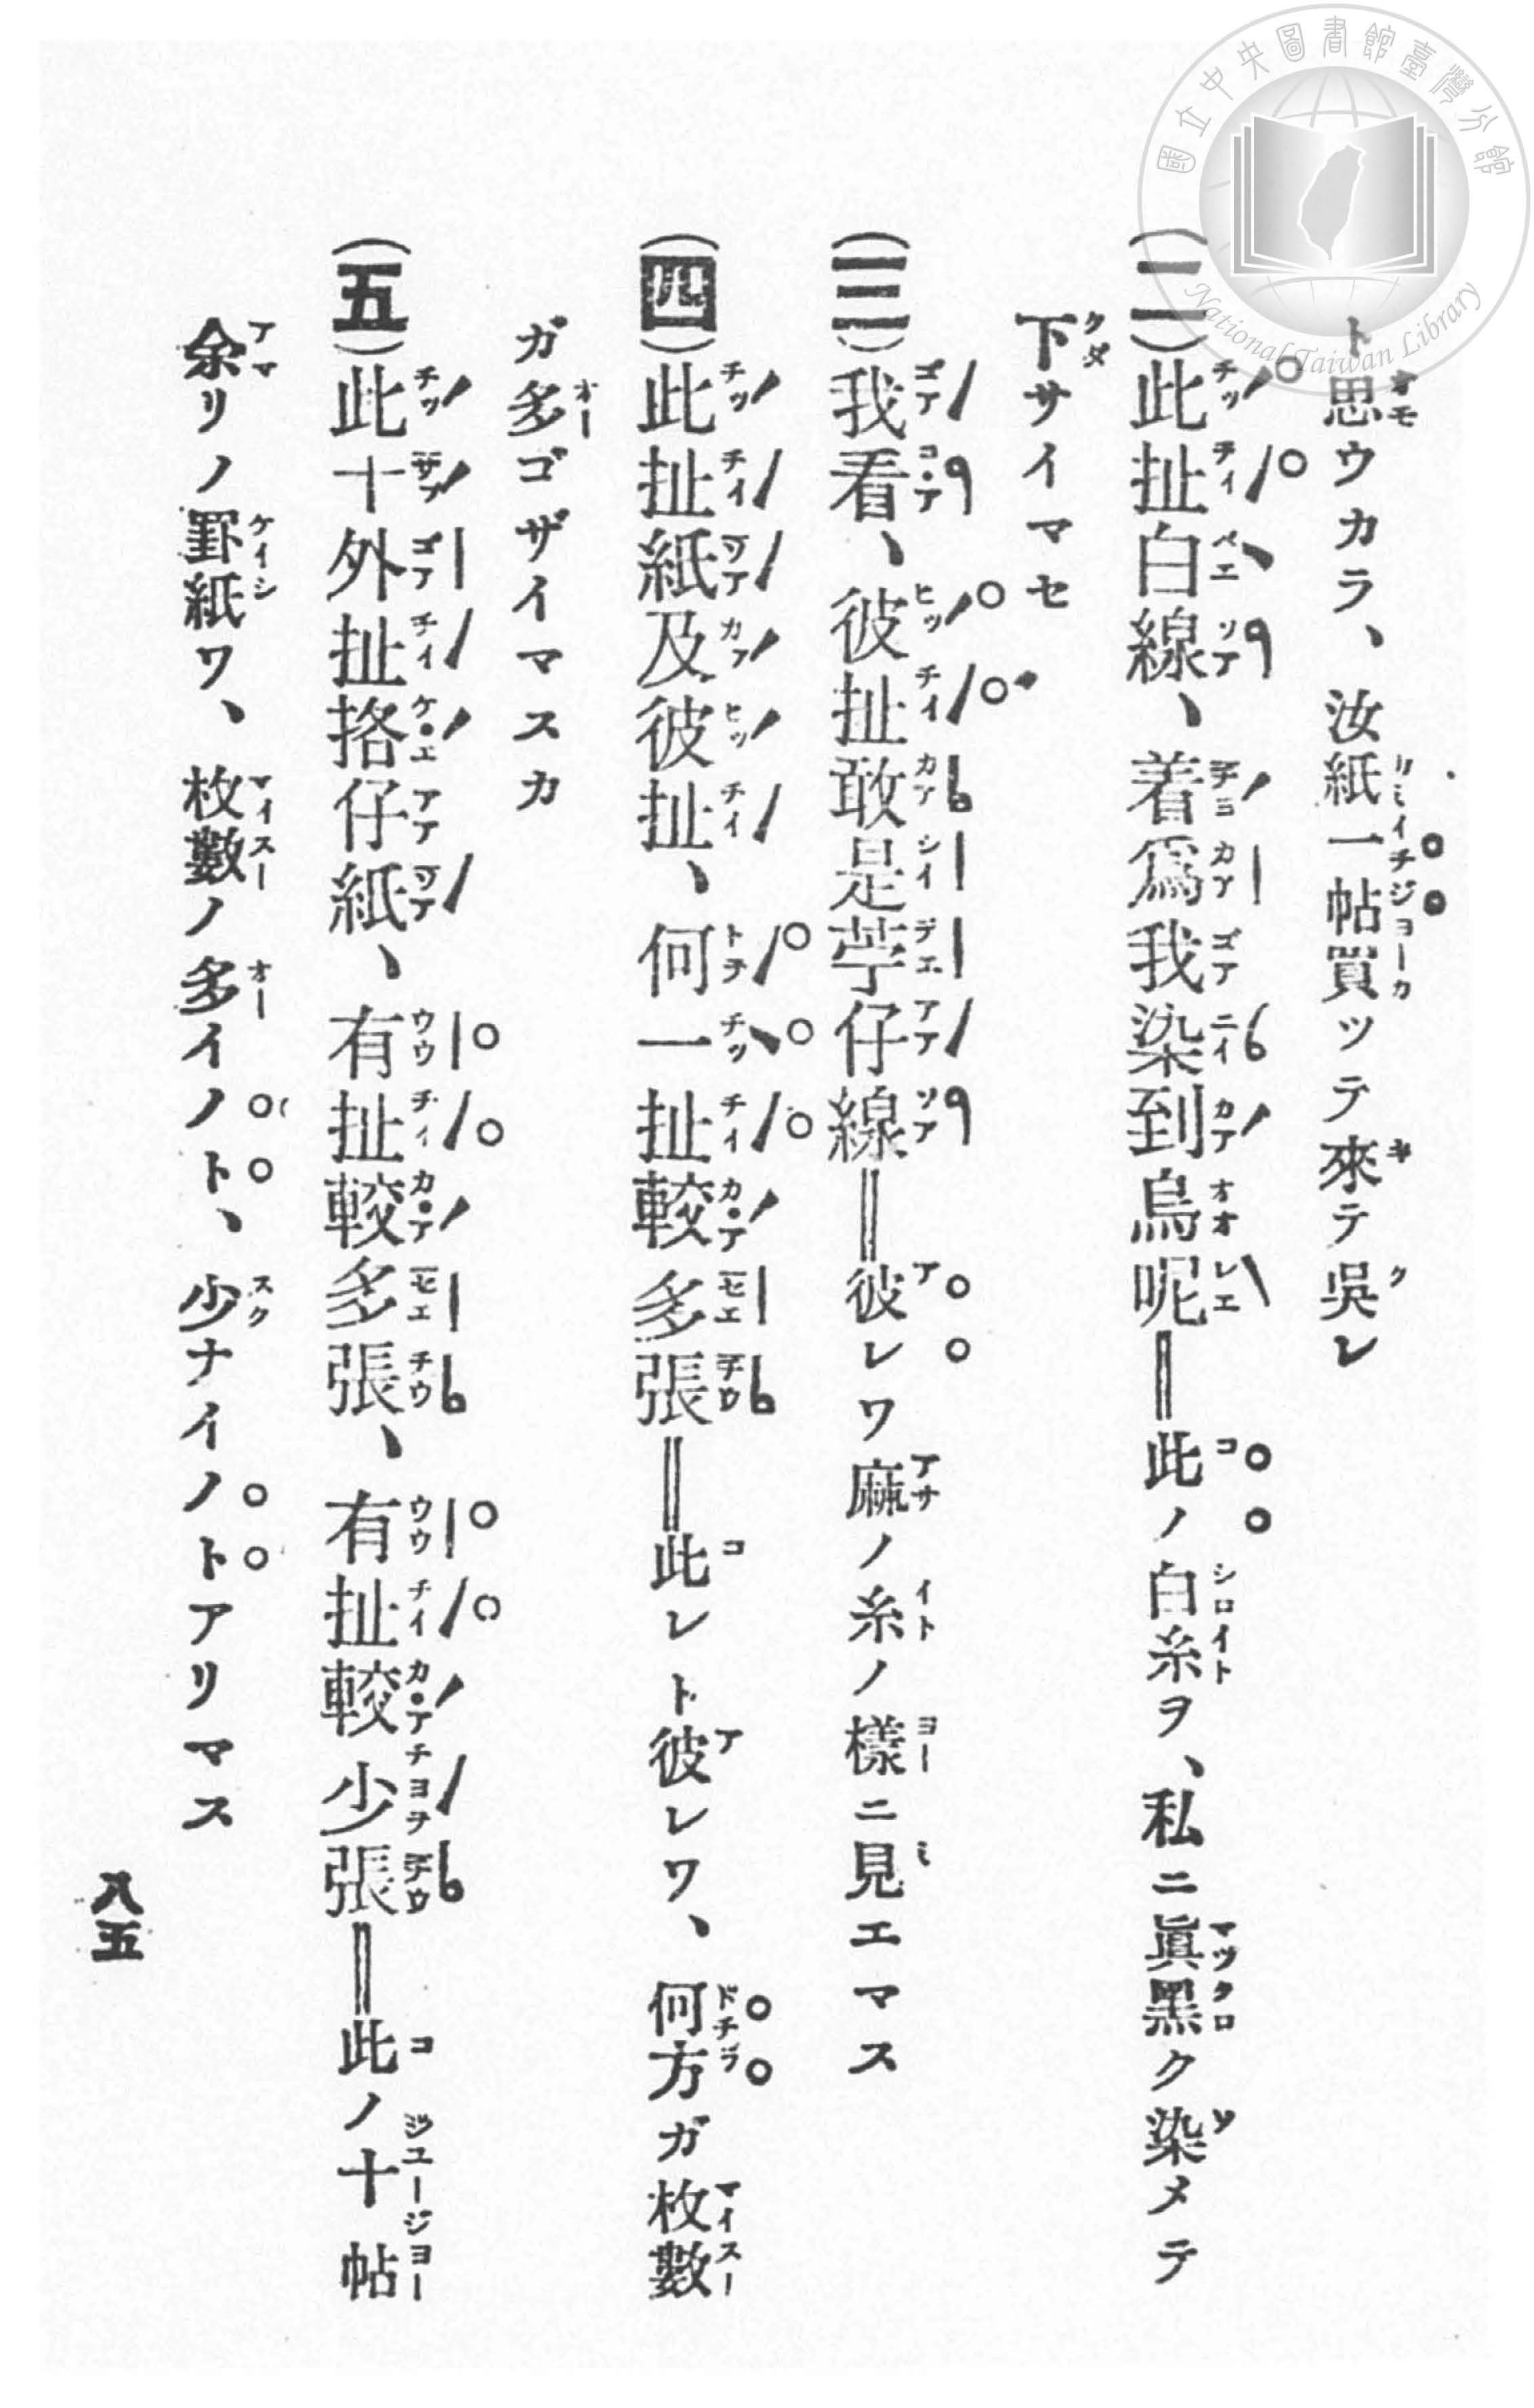 國立中央圖書館臺灣分館
National Taiwan Library
ト思ウカラ、汝紙一帖買ッテ來テ吳レ
(二)此扯白線、着爲我染到烏呢＝此ノ白糸ヲ、私ニ眞黑ク染メテ
下サイマセ
(三)我看、彼扯敢是苧仔線＝彼レワ麻ノ糸ノ樣ニ見エマス
(四)此扯紙及彼扯、何一扯較多張＝此レト彼レワ、何方ガ枚數
ガ多ゴザイマスカ
(五)此十外扯挌仔紙、有扯較多張、有扯較少張＝此ノ十帖
余リノ罫紙ワ、枚數ノ多イノト、少ナイノトアリマス
八五